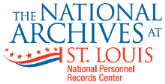 THE NATIONAL
ARCHIVES AT
ST. LOUIS
National Personnel
Records Center